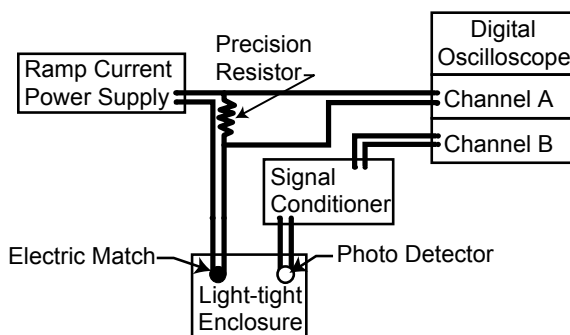 Precision
Resistor
Digital
Oscilloscope
Ramp Current
Power Supply
Channel A
Channel B
Signal
Conditioner
Electric Match
Photo Detector
Light-tight
Enclosure